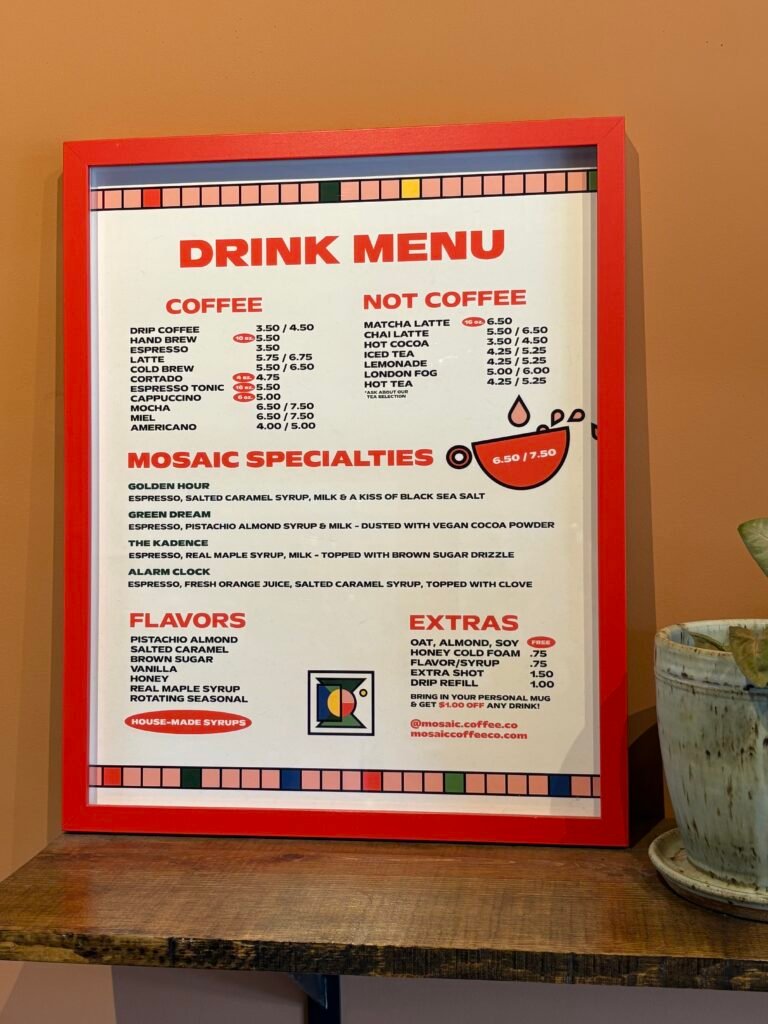 DRINK MENU
COFFEE
DRIP COFFEE 3.50 / 4.50
HAND BREW 16 oz. 5.50
ESPRESSO 3.50
LATTE 5.75 / 6.75
COLD BREW 5.50 / 6.50
CORTADO 4 oz. 4.75
ESPRESSO TONIC 16 oz. 5.50
CAPPUCCINO 6 oz. 5.00
MOCHA 6.50 / 7.50
MIEL 6.50 / 7.50
AMERICANO 4.00 / 5.00
NOT COFFEE
MATCHA LATTE 16 oz. 6.50
CHAI LATTE 5.50 / 6.50
HOT COCOA 3.50 / 4.50
ICED TEA 4.25 / 5.25
LEMONADE 4.25 / 5.25
LONDON FOG 5.00 / 6.00
HOT TEA 4.25 / 5.25
*ASK ABOUT OUR
TEA SELECTION
MOSAIC SPECIALTIES 6.50 / 7.50
GOLDEN HOUR
ESPRESSO, SALTED CARAMEL SYRUP, MILK & A KISS OF BLACK SEA SALT
GREEN DREAM
ESPRESSO, PISTACHIO ALMOND SYRUP & MILK - DUSTED WITH VEGAN COCOA POWDER
THE KADENCE
ESPRESSO, REAL MAPLE SYRUP, MILK - TOPPED WITH BROWN SUGAR DRIZZLE
ALARM CLOCK
ESPRESSO, FRESH ORANGE JUICE, SALTED CARAMEL SYRUP, TOPPED WITH CLOVE
FLAVORS
PISTACHIO ALMOND
SALTED CARAMEL
BROWN SUGAR
VANILLA
HONEY
REAL MAPLE SYRUP
ROTATING SEASONAL
HOUSE-MADE SYRUPS
EXTRAS
OAT, ALMOND, SOY FREE
HONEY COLD FOAM .75
FLAVOR/SYRUP .75
EXTRA SHOT 1.50
DRIP REFILL 1.00
BRING IN YOUR PERSONAL MUG
& GET $1.00 OFF ANY DRINK!
@mosaic.coffee.co
mosaiccoffeeco.com